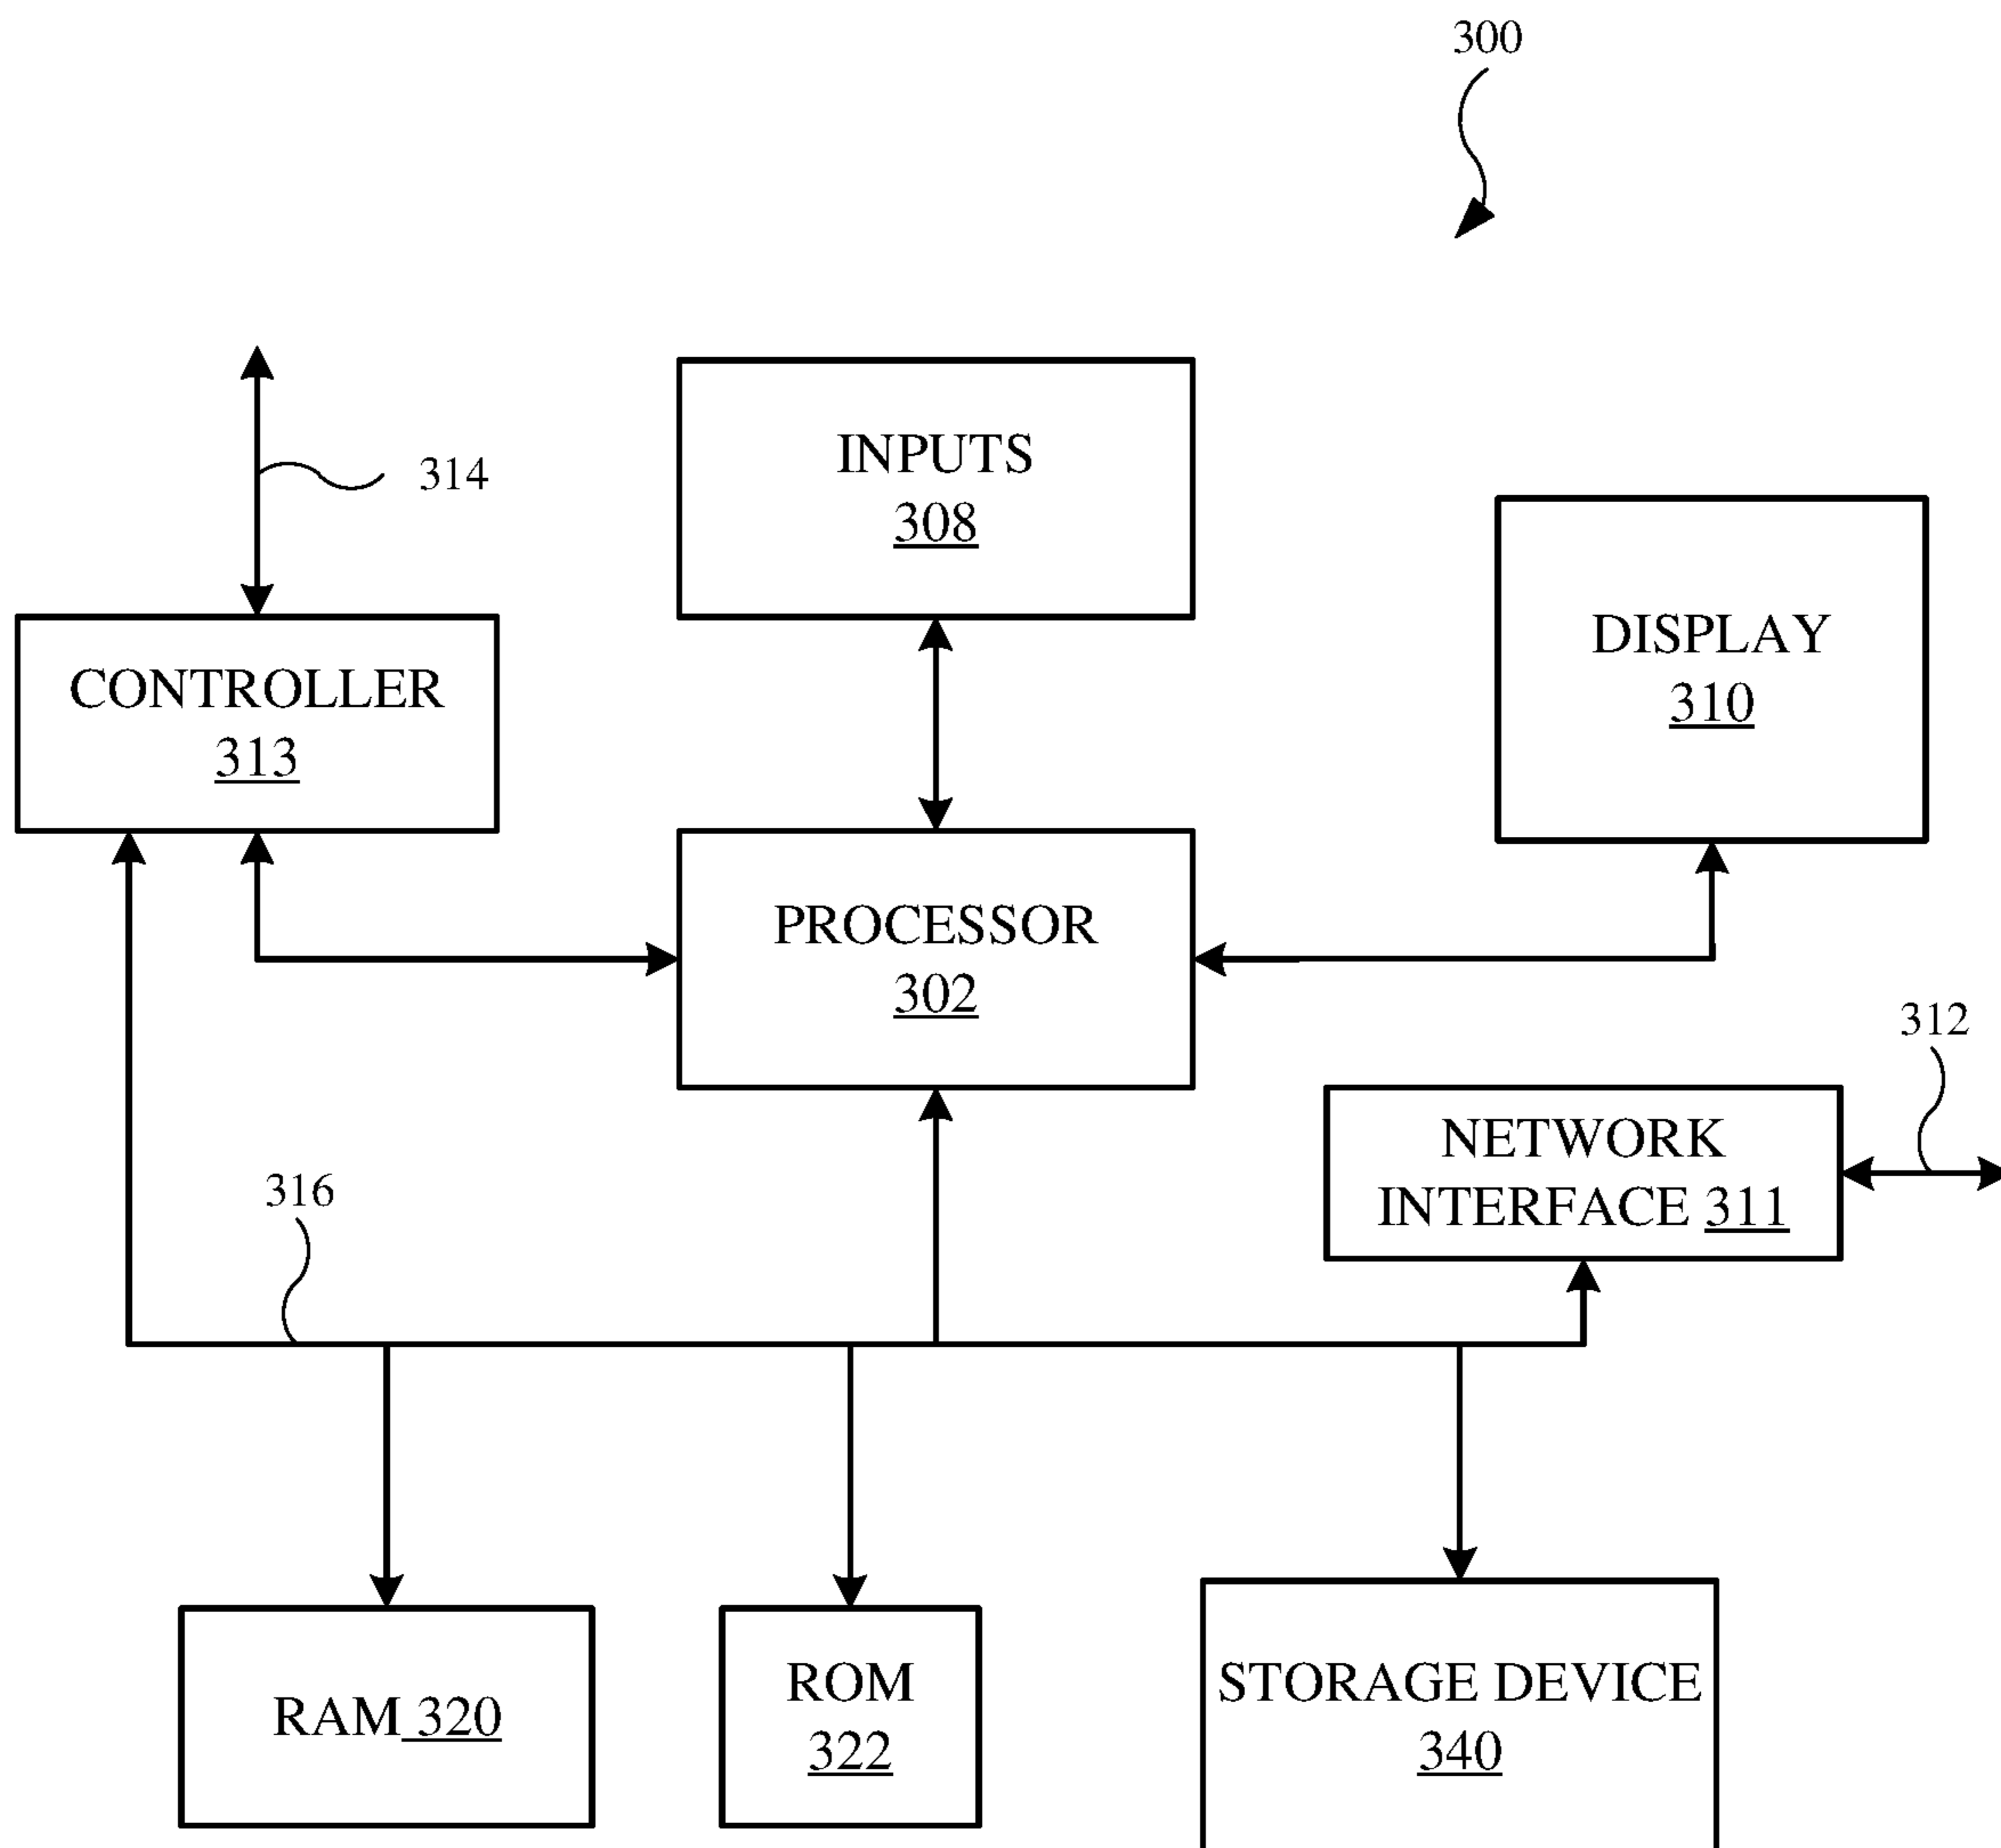 300
314
INPUTS
308
DISPLAY
310
CONTROLLER
313
PROCESSOR
302
312
NETWORK
INTERFACE 311
316
RAM 320
ROM
322
STORAGE DEVICE
340